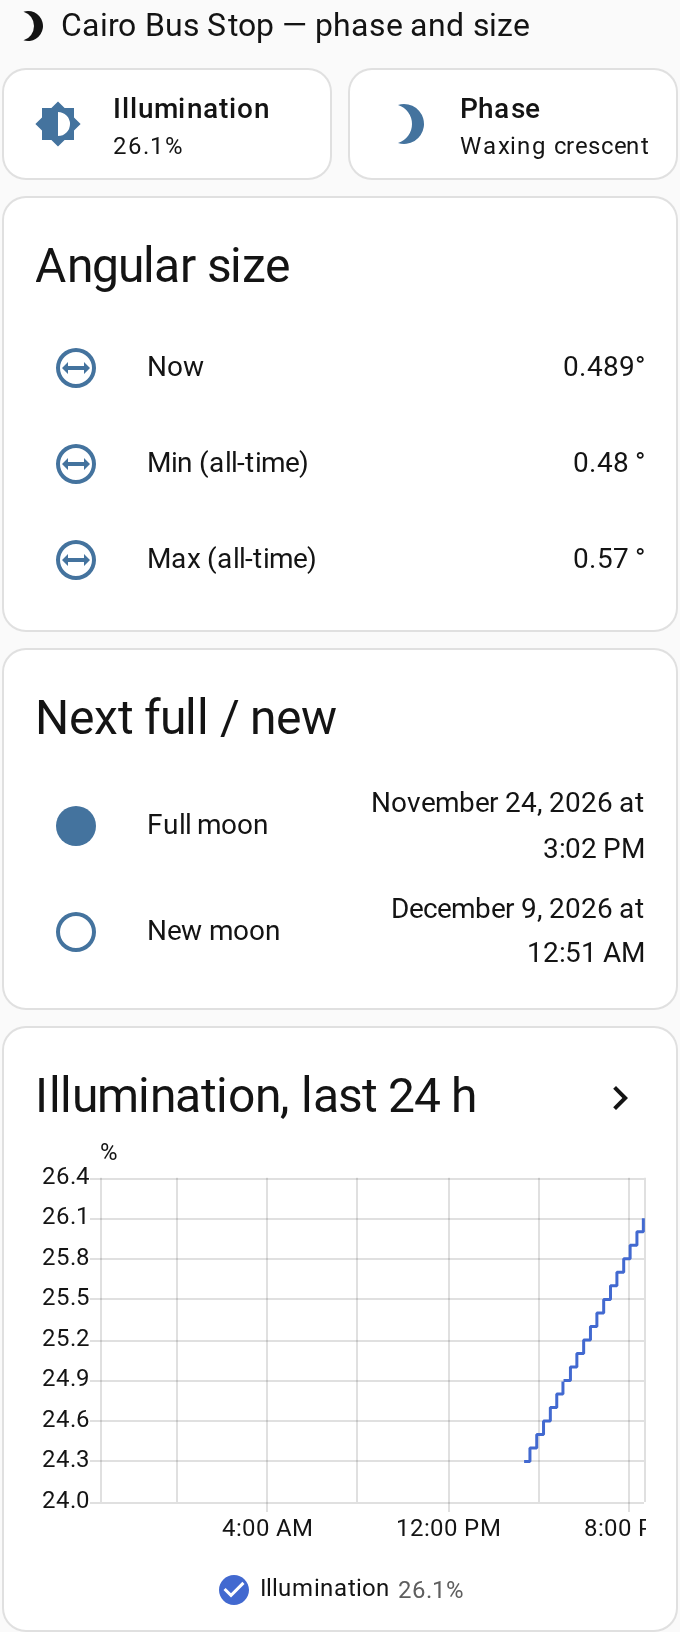 Cairo Bus Stop — phase and size
Illumination
26.1%
Phase
Waxing crescent
Angular size
Now
0.489°
Min (all-time)
0.48 °
Max (all-time)
0.57 °
Next full / new
Full moon
November 24, 2026 at
3:02 PM
New moon
December 9, 2026 at
12:51 AM
Illumination, last 24 h
%
26.4
26.1
25.8
25.5
25.2
24.9
24.6
24.3
24.0
4:00 AM 12:00 PM 8:00
Illumination 26.1%